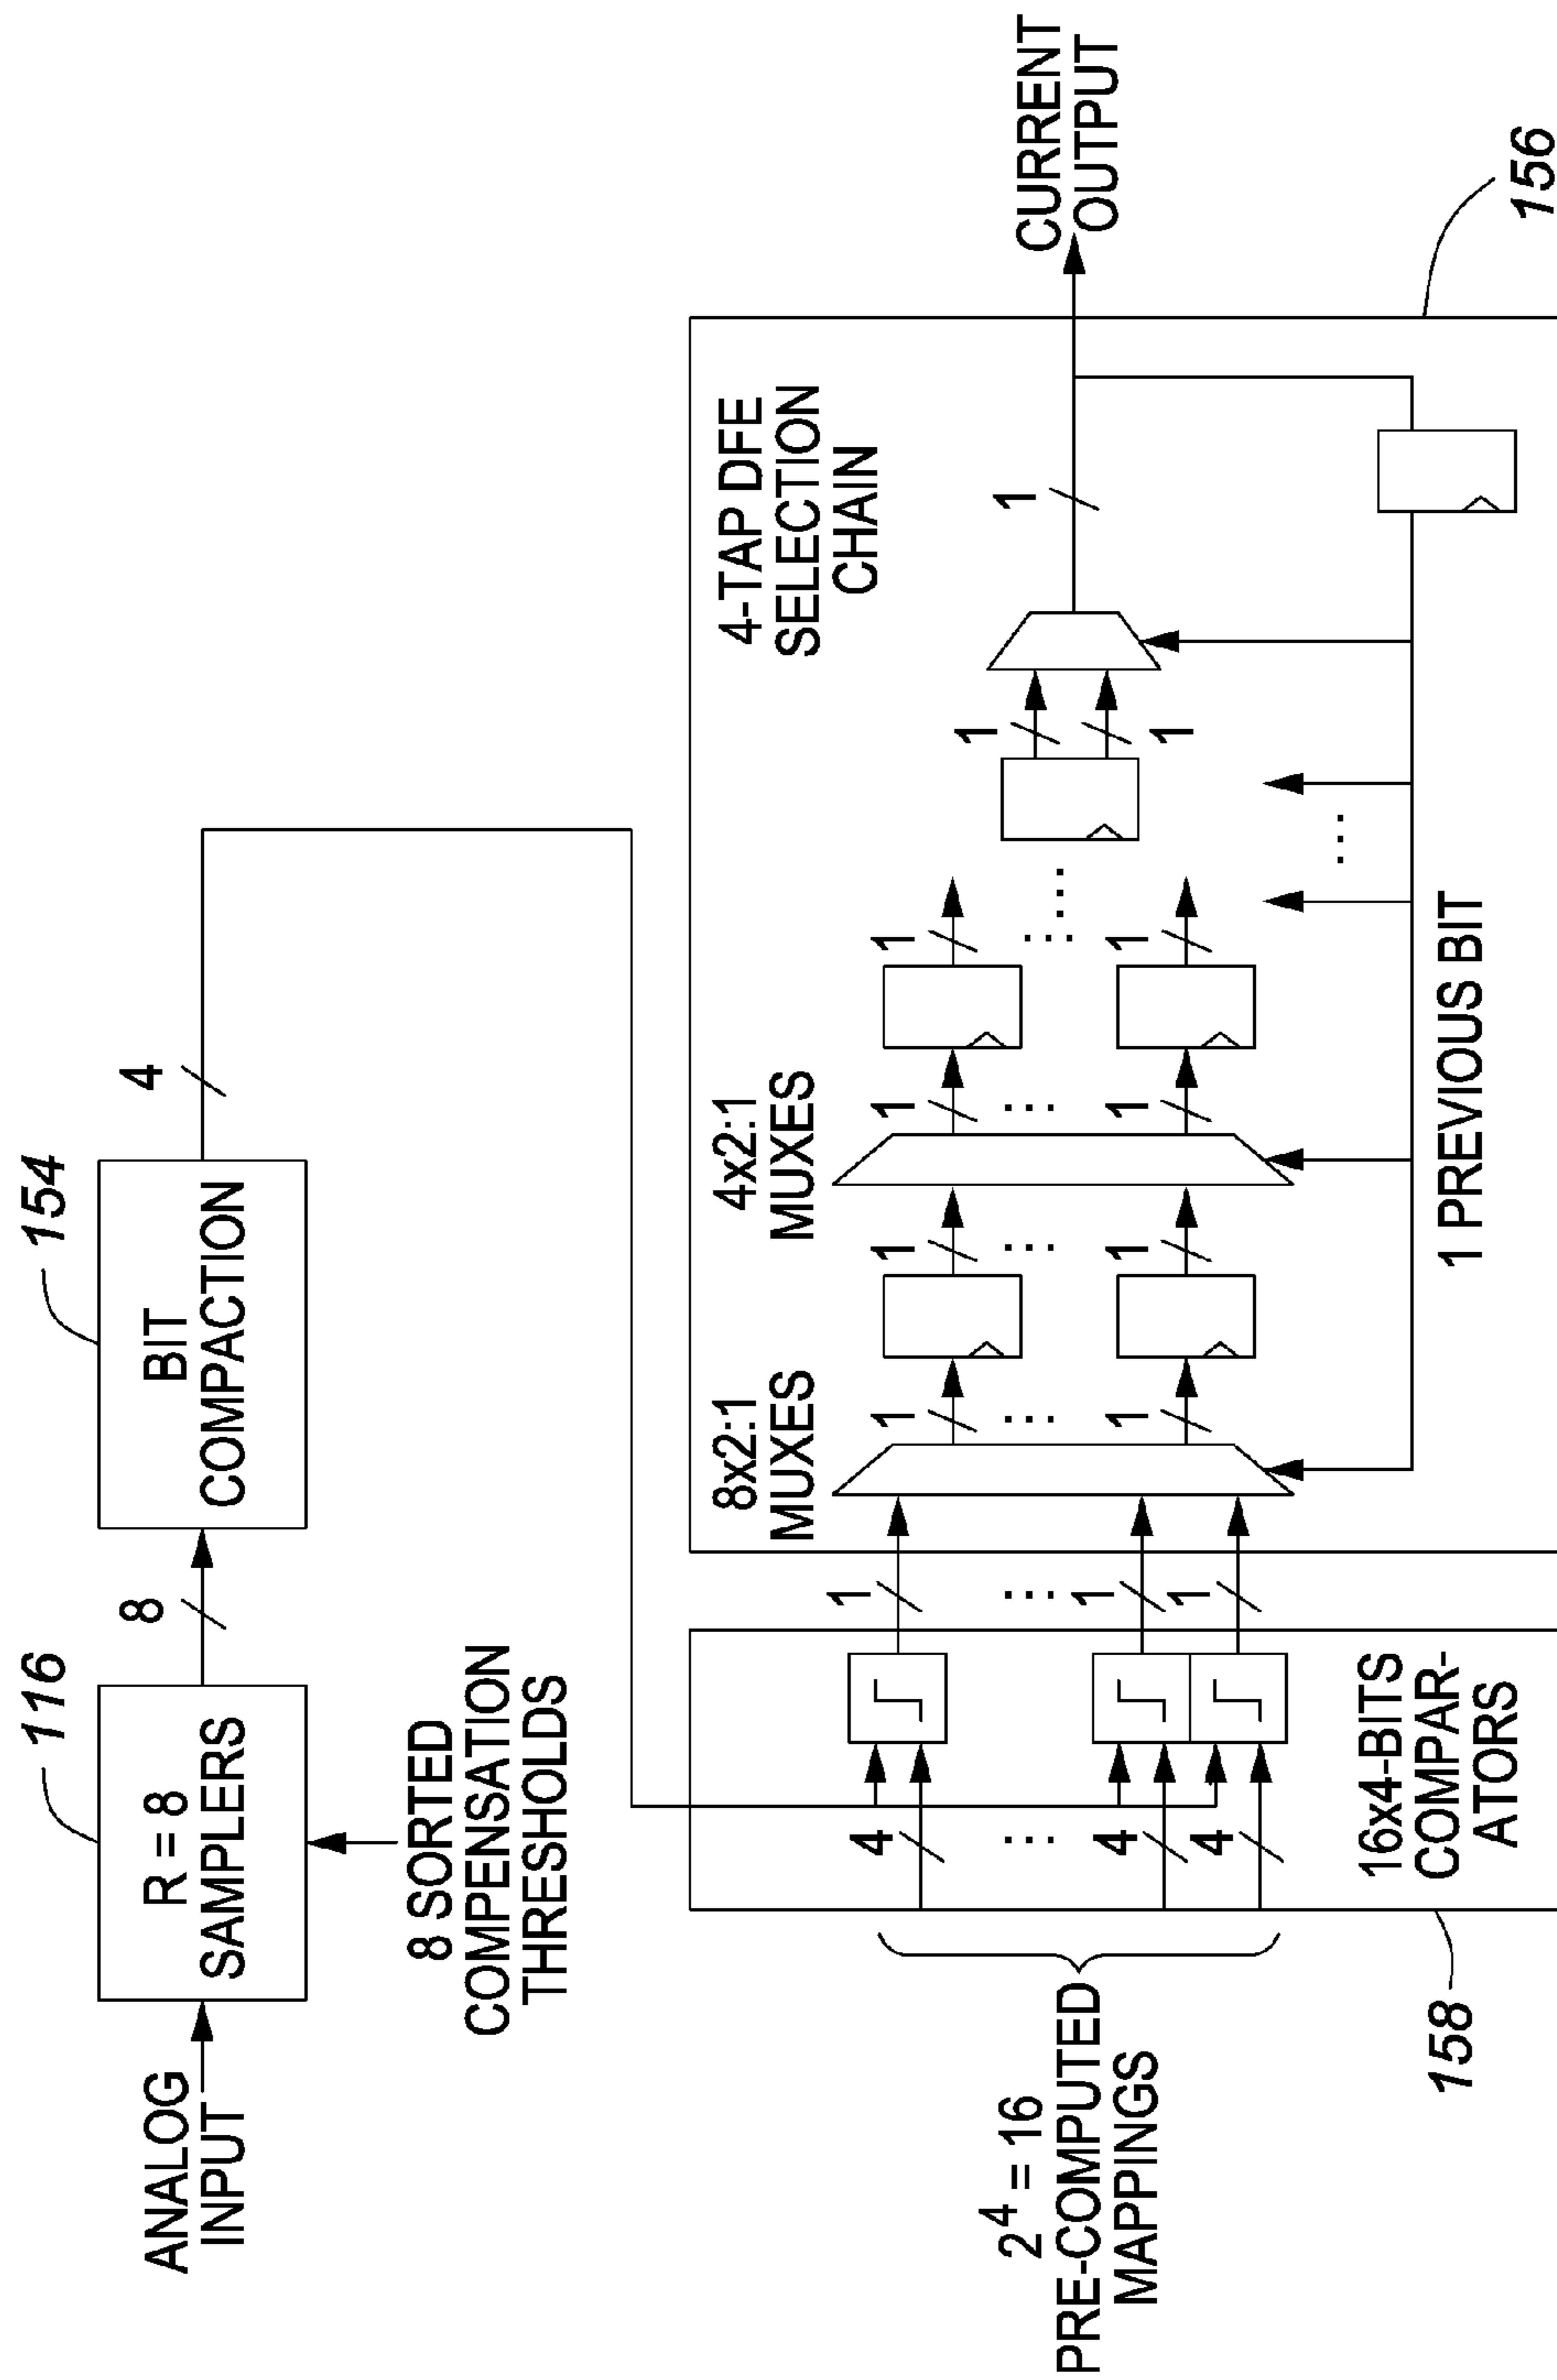 ANALOG
INPUT
116
R = 8
SAMPLERS
8
154
BIT
COMPACTION
4
8 SORTED
COMPENSATION
THRESHOLDS
2⁴ = 16
PRE-COMPUTED
MAPPINGS
158
4
...
4
4
16x4-BITS
COMPAR-
ATORS
1
...
1
1
8x2:1
MUXES
1
...
1
1
...
1
4x2:1
MUXES
1
...
1
1
...
1
...
1
1
4-TAP DFE
SELECTION
CHAIN
1
...
1 PREVIOUS BIT
CURRENT
OUTPUT
156